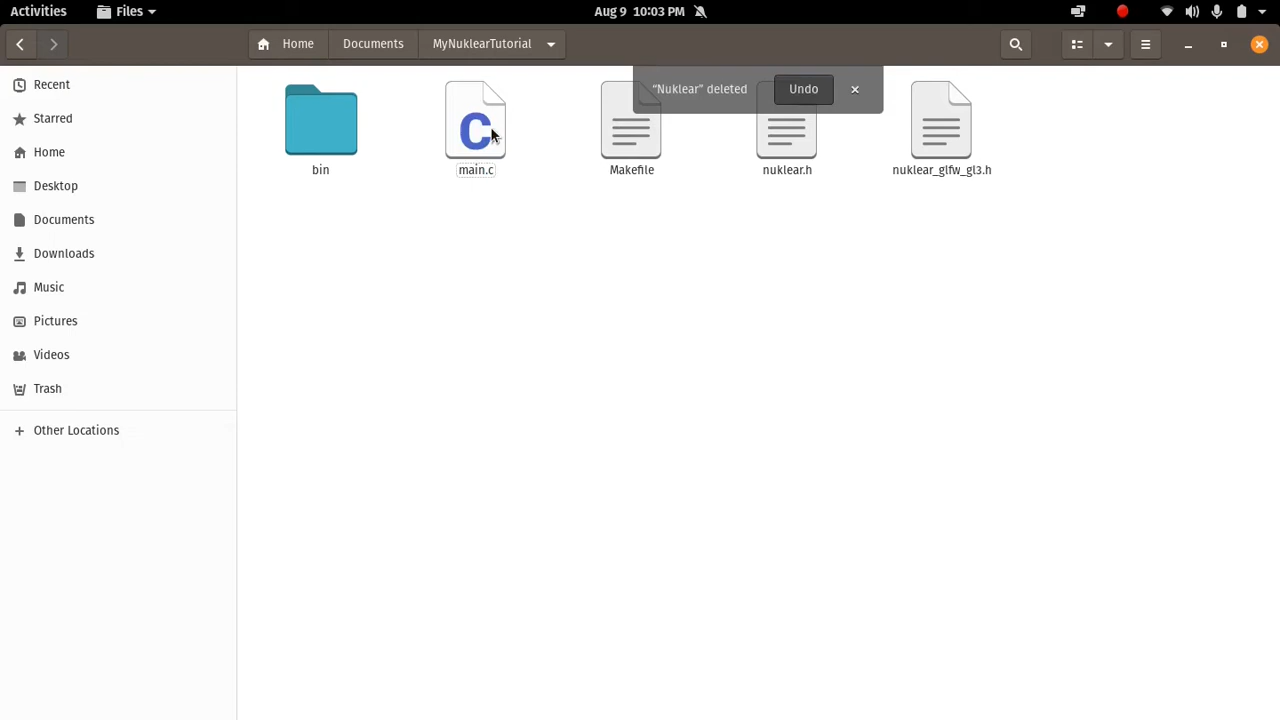 Activities Files Aug 9 10:03 PM
Home Documents MyNuklearTutorial
Recent
Starred
Home
Desktop
Documents
Downloads
Music
Pictures
Videos
Trash
Other Locations
“Nuklear” deleted Undo
C
bin main.c Makefile nuklear.h nuklear_glfw_gl3.h